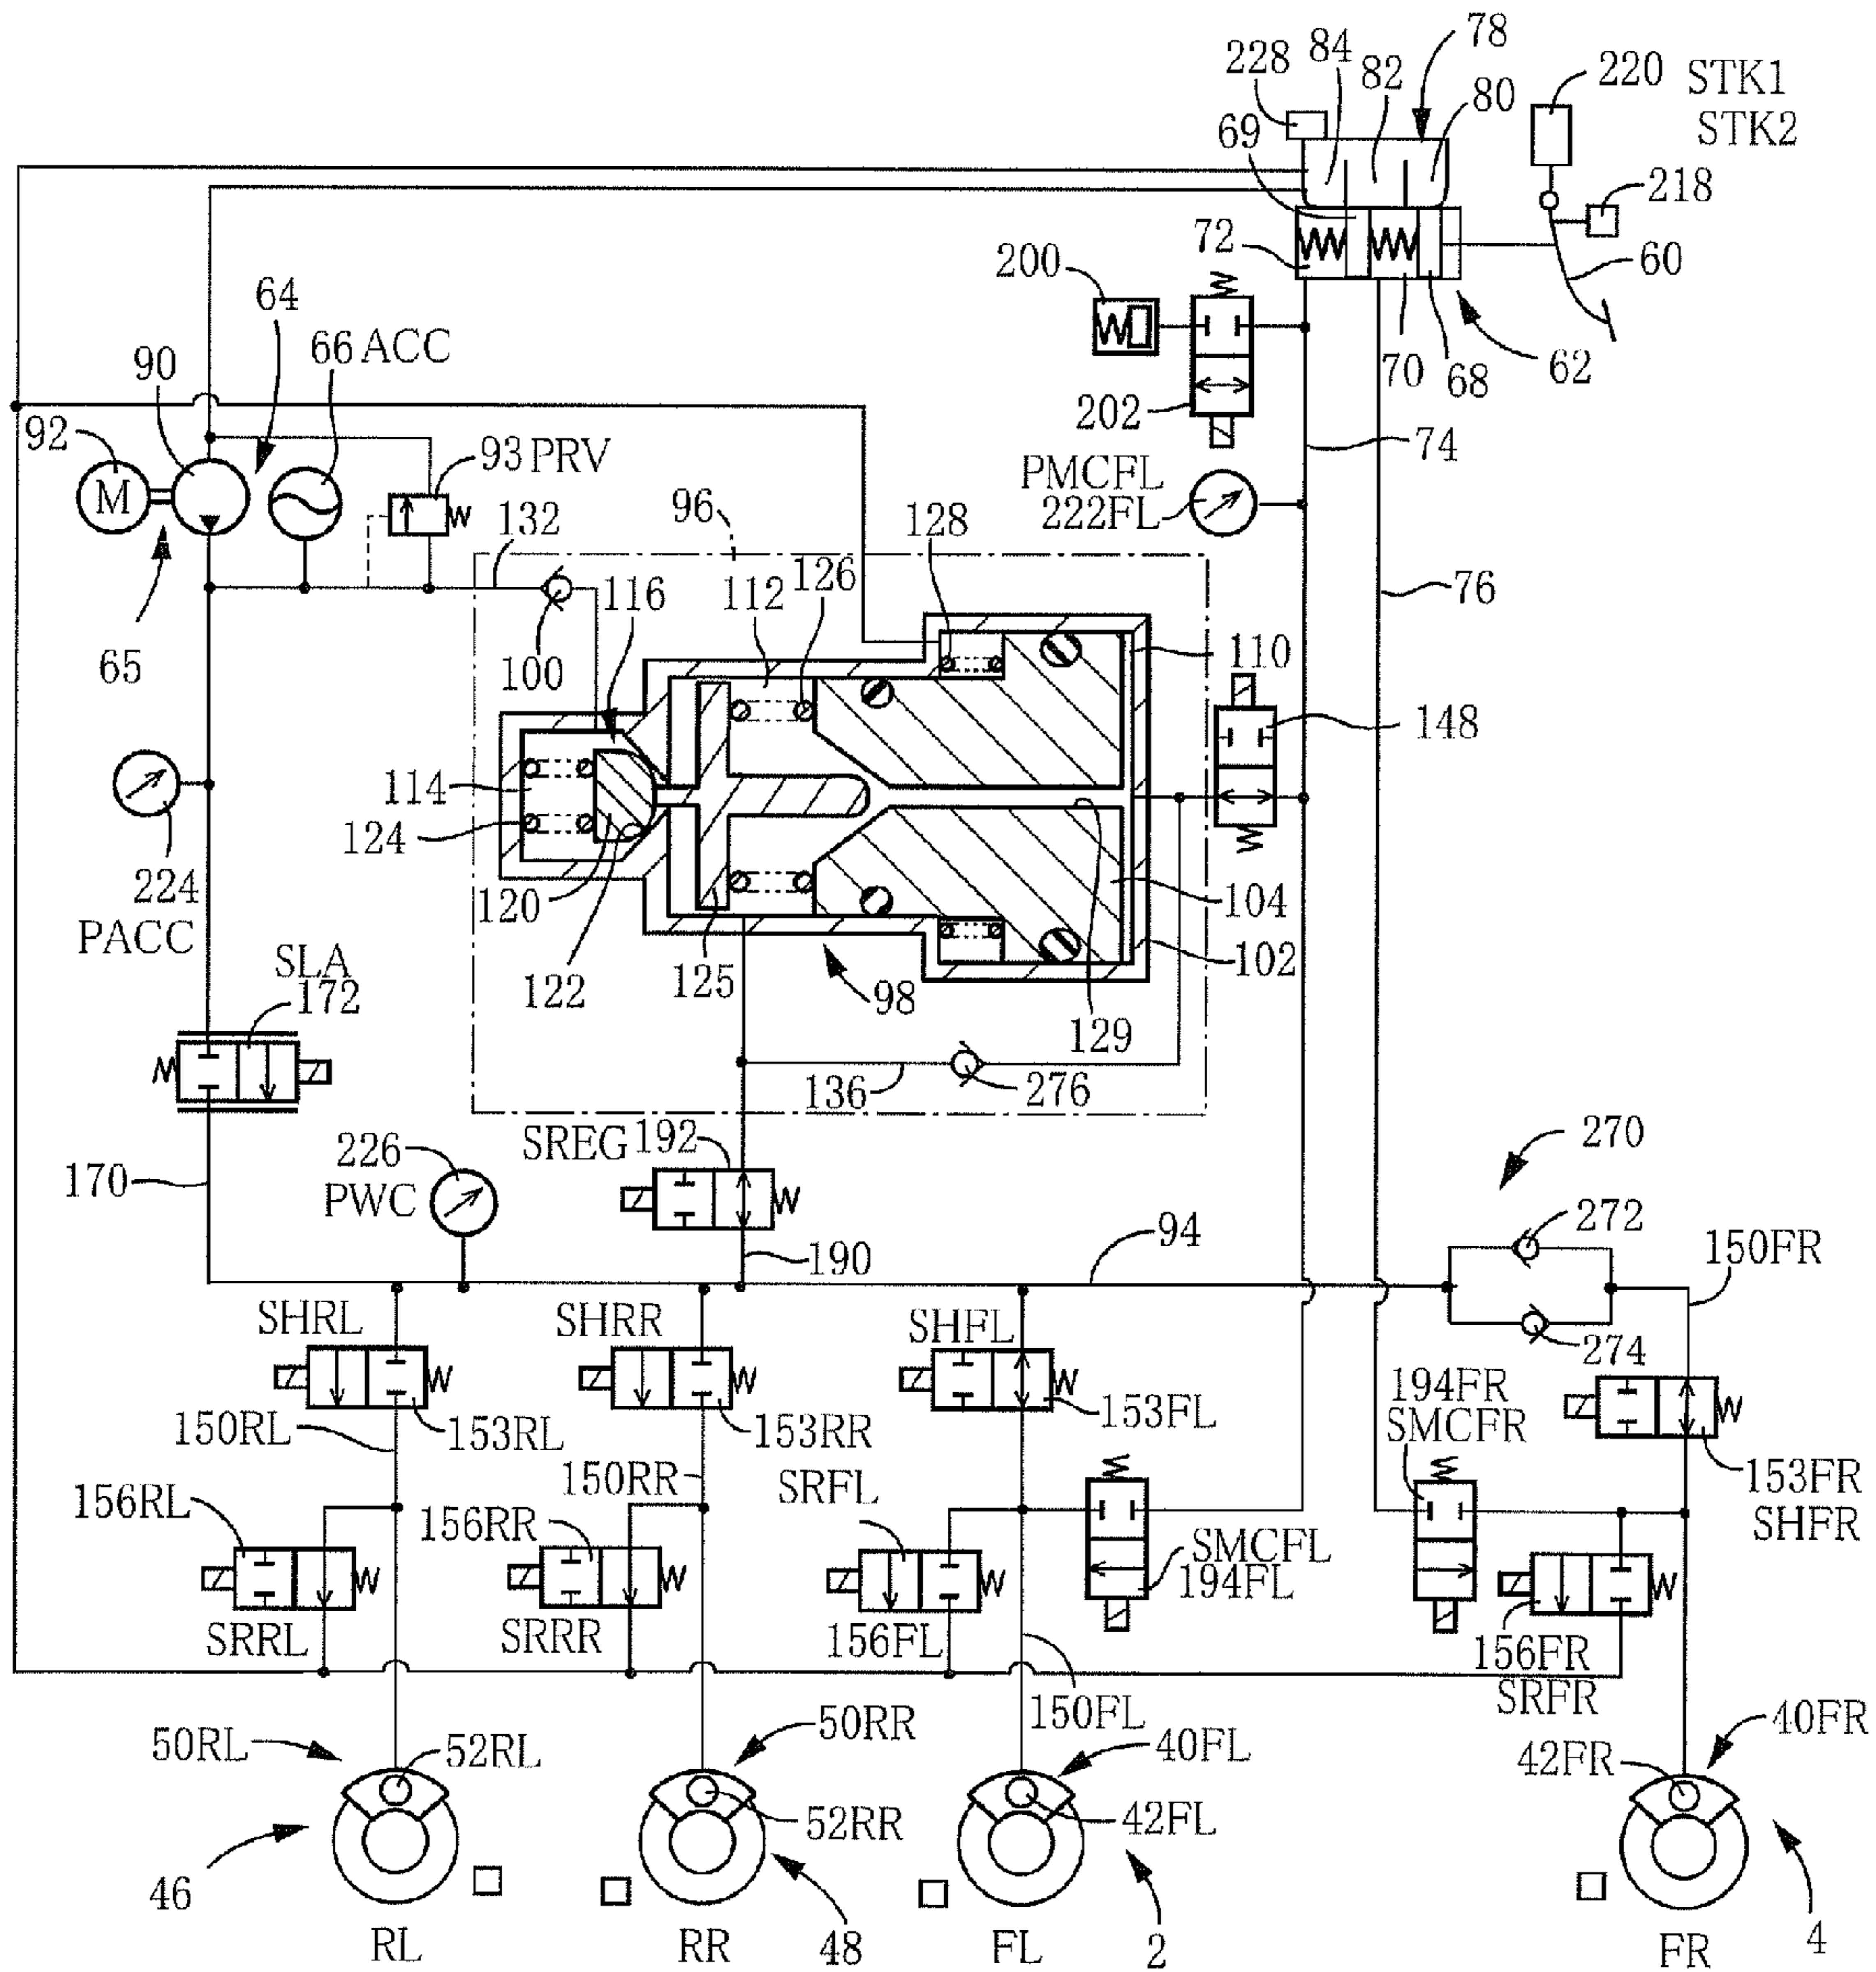 78
84
228
82
220 STK1
80
STK2
69
218
72
200
60
64
66 ACC
90
70
68
62
202
92
74
93 PRV
PMCFL
M
222FL
96
132
128
126
116
112
76
65
100
110
148
114
124
224
120
104
PACC
122
125
102
SLA
98
172
129
136
276
226
SREG 192
270
170
PWC
272
94
190
150FR
SHRL
SHRR
SHFL
274
194FR
150RL
153RL
153RR
153FL
SMCFR
150RR
SRFL
153FR
156RL
156RR
SHFR
SMCFL
194FL
SRRL
SRRR
156FL
156FR
SRFR
150FL
50RR
40FR
50RL
52RL
40FL
42FR
52RR
42FL
46
48
2
4
RL
RR
FL
FR